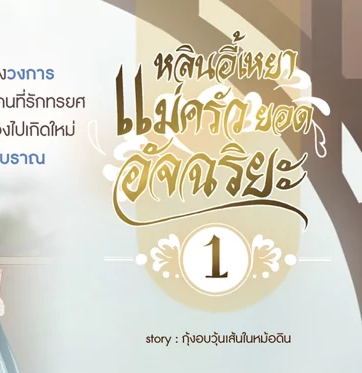 งวงการ
คนที่รักทรยศ
องไปเกิดใหม่
บราณ
หลินอี้เหยา
แม่ครัวยอด
อัจฉริยะ
1
story : กุ้งอบวุ้นเส้นในหม้อดิน